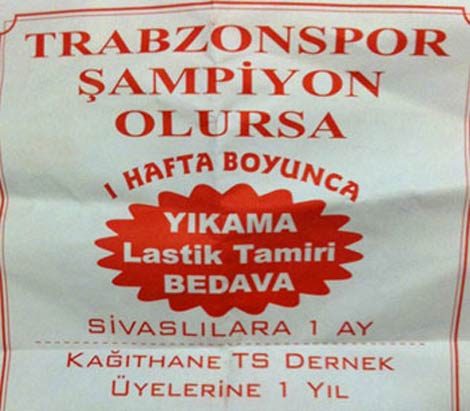 TRABZONSPOR
ŞAMPİYON
OLURSA
1 HAFTA BOYUNCA
YIKAMA
Lastik Tamiri
BEDAVA
SİVASLILARA 1 AY
KAĞITHANE TS DERNEK
ÜYELERİNE 1 YIL